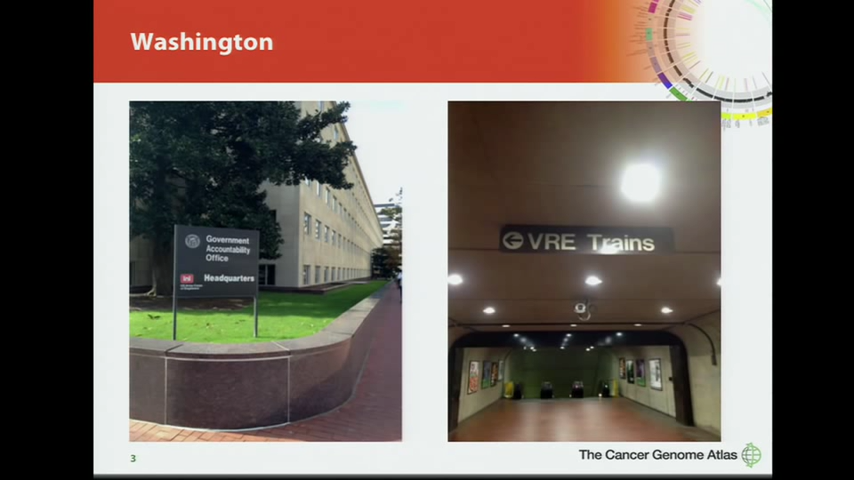 Washington
Government
Accountability
Office
Headquarters
VRE Trains
3
The Cancer Genome Atlas